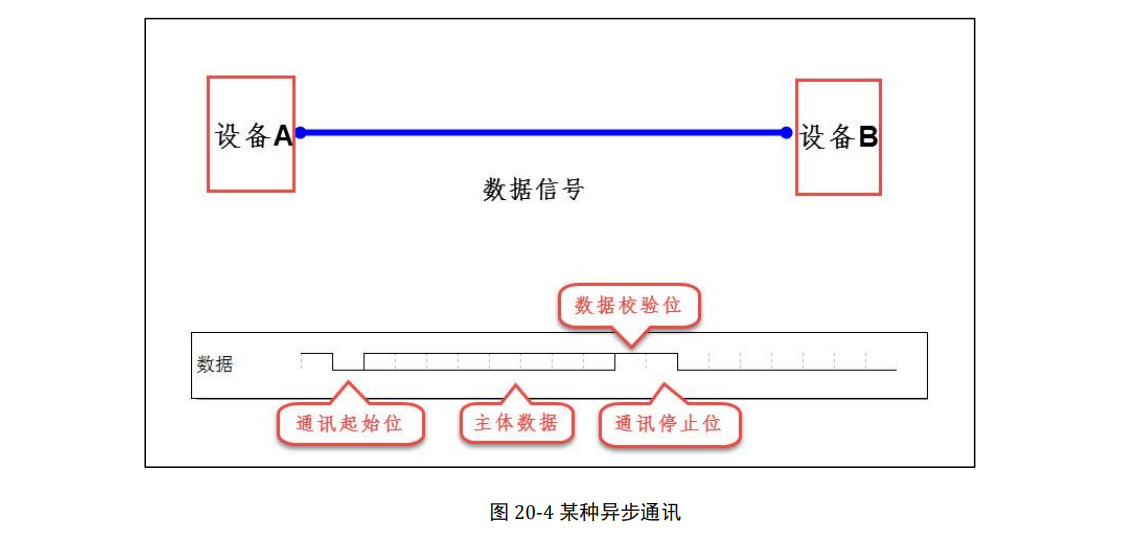 设备A
设备B
数据信号
数据校验位
数据
通讯起始位
主体数据
通讯停止位
图 20-4 某种异步通讯